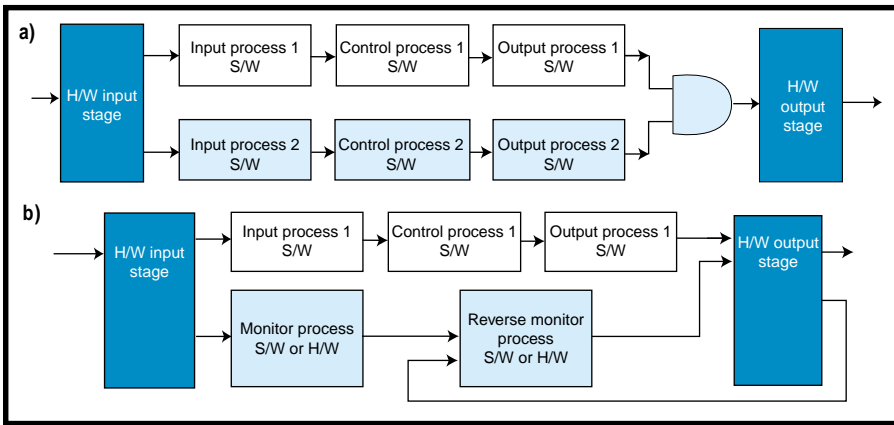 a)
H/W input
stage
Input process 1
S/W
Control process 1
S/W
Output process 1
S/W
Input process 2
S/W
Control process 2
S/W
Output process 2
S/W
H/W
output
stage
b)
H/W input
stage
Input process 1
S/W
Control process 1
S/W
Output process 1
S/W
Monitor process
S/W or H/W
Reverse monitor
process
S/W or H/W
H/W output
stage